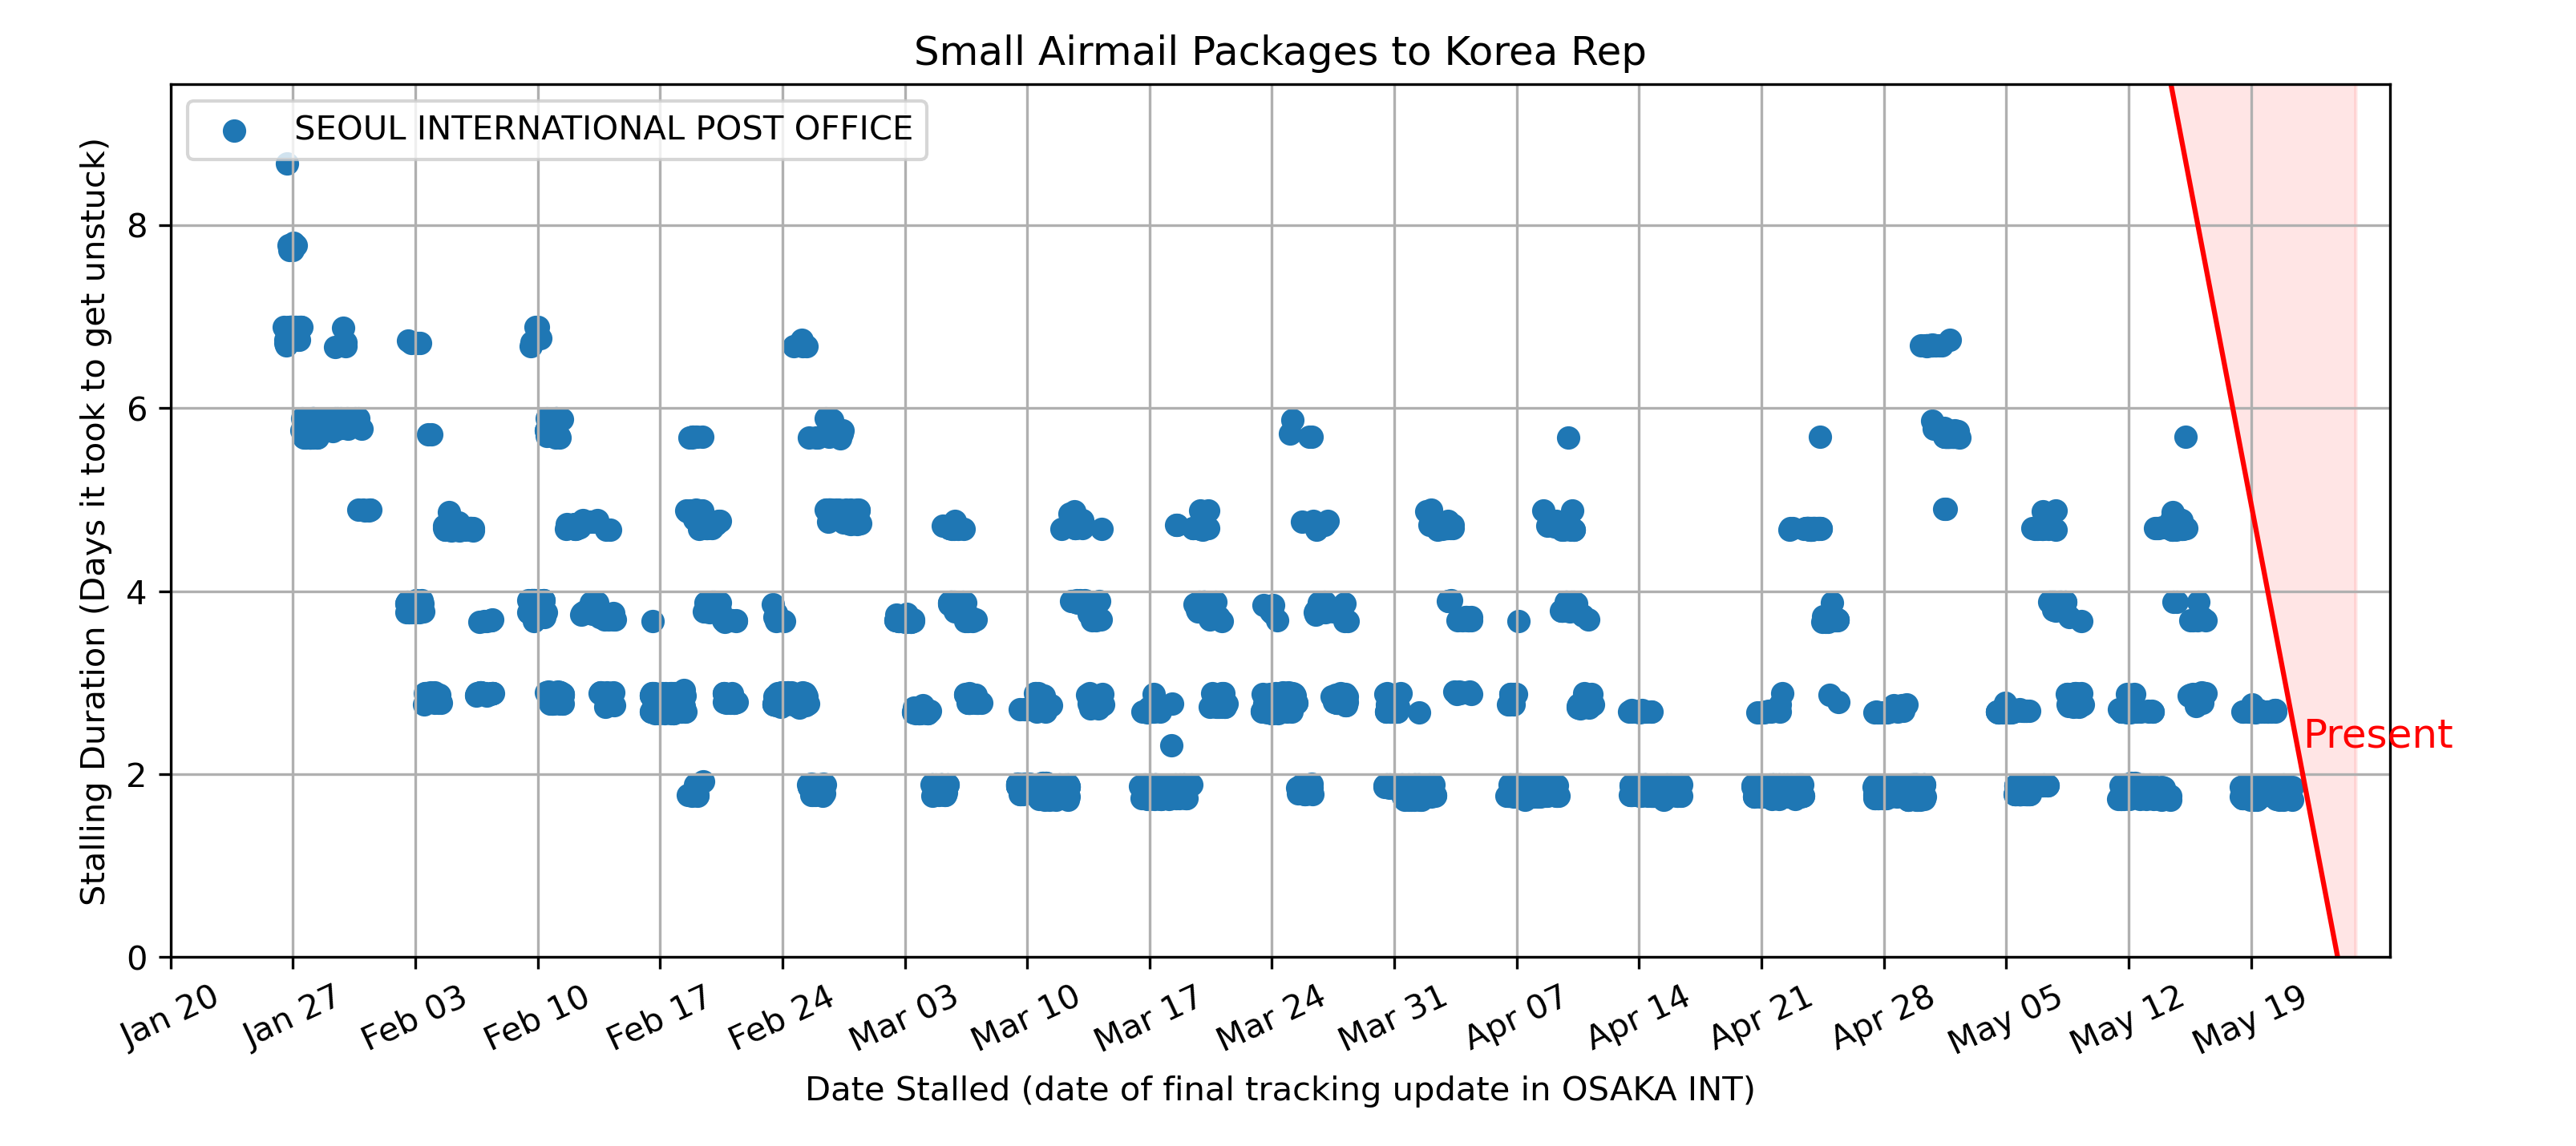 Small Airmail Packages to Korea Rep
SEOUL INTERNATIONAL POST OFFICE
Stalling Duration (Days it took to get unstuck)
8
6
4
2
0
Present
Jan 20
Jan 27
Feb 03
Feb 10
Feb 17
Feb 24
Mar 03
Mar 10
Mar 17
Mar 24
Mar 31
Apr 07
Apr 14
Apr 21
Apr 28
May 05
May 12
May 19
Date Stalled (date of final tracking update in OSAKA INT)